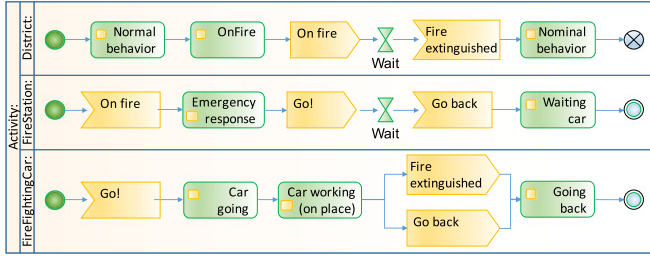 Activity:
District:
Normal
behavior
OnFire
On fire
Wait
Fire
extinguished
Nominal
behavior
FireStation:
On fire
Emergency
response
Go!
Wait
Go back
Waiting
car
FireFightingCar:
Go!
Car
going
Car working
(on place)
Fire
extinguished
Go back
Going
back